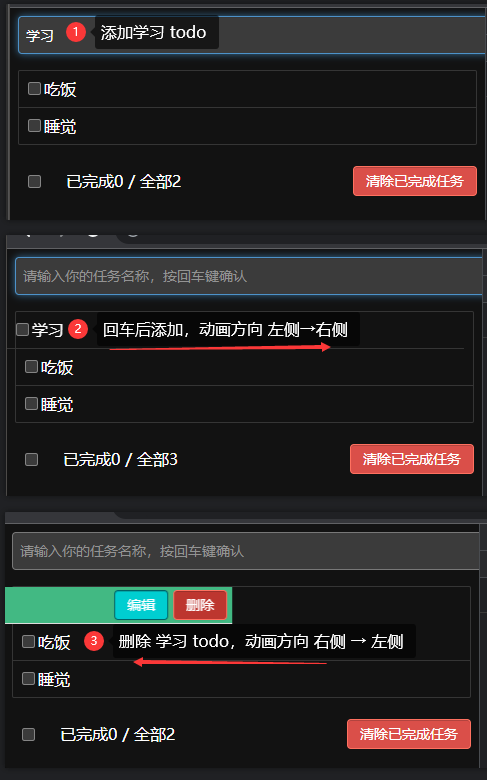 学习 1 添加学习 todo
吃饭
睡觉
已完成0 / 全部2 清除已完成任务
请输入你的任务名称，按回车键确认
学习 2 回车后添加，动画方向 左侧→右侧
吃饭
睡觉
已完成0 / 全部3 清除已完成任务
请输入你的任务名称，按回车键确认
编辑 删除
吃饭 3 删除 学习 todo，动画方向 右侧 → 左侧
睡觉
已完成0 / 全部2 清除已完成任务